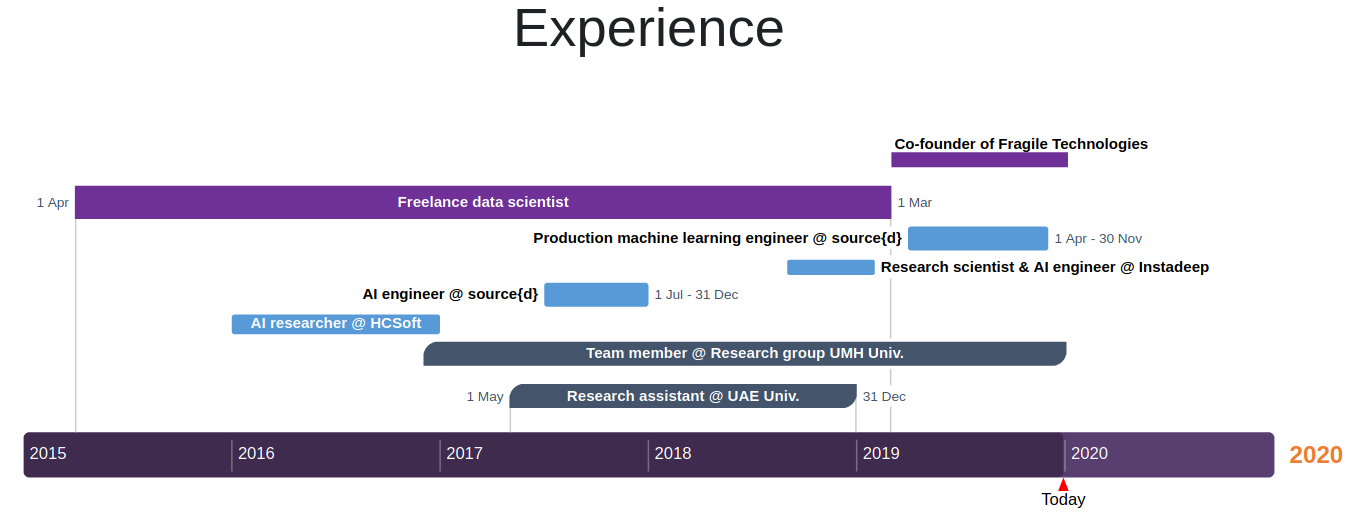 Experience
Co-founder of Fragile Technologies
1 Apr
Freelance data scientist
1 Mar
Production machine learning engineer @ source{d}
1 Apr - 30 Nov
Research scientist & AI engineer @ Instadeep
AI engineer @ source{d}
1 Jul - 31 Dec
AI researcher @ HCSoft
Team member @ Research group UMH Univ.
1 May
Research assistant @ UAE Univ.
31 Dec
2015
2016
2017
2018
2019
2020
2020
Today